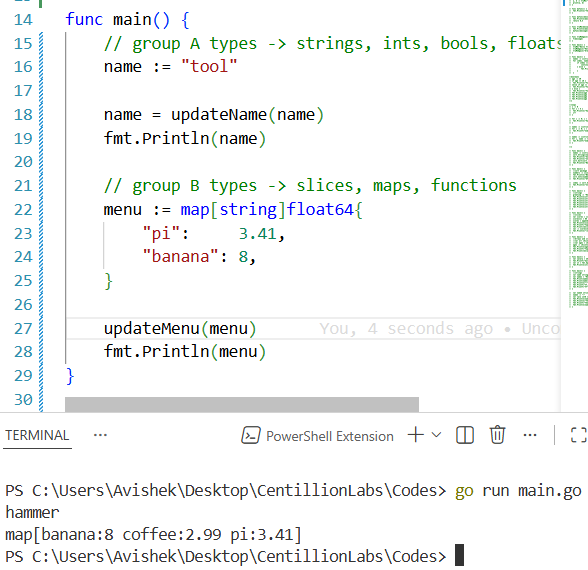 14 func main() {
15 // group A types -> strings, ints, bools, floats
16 name := "tool"
17
18 name = updateName(name)
19 fmt.Println(name)
20
21 // group B types -> slices, maps, functions
22 menu := map[string]float64{
23 "pi": 3.41,
24 "banana": 8,
25 }
26
27 updateMenu(menu) You, 4 seconds ago • Unco
28 fmt.Println(menu)
29 }
30
TERMINAL ··· PowerShell Extension ···
PS C:\Users\Avishek\Desktop\CentillionLabs\Codes> go run main.go
hammer
map[banana:8 coffee:2.99 pi:3.41]
PS C:\Users\Avishek\Desktop\CentillionLabs\Codes>